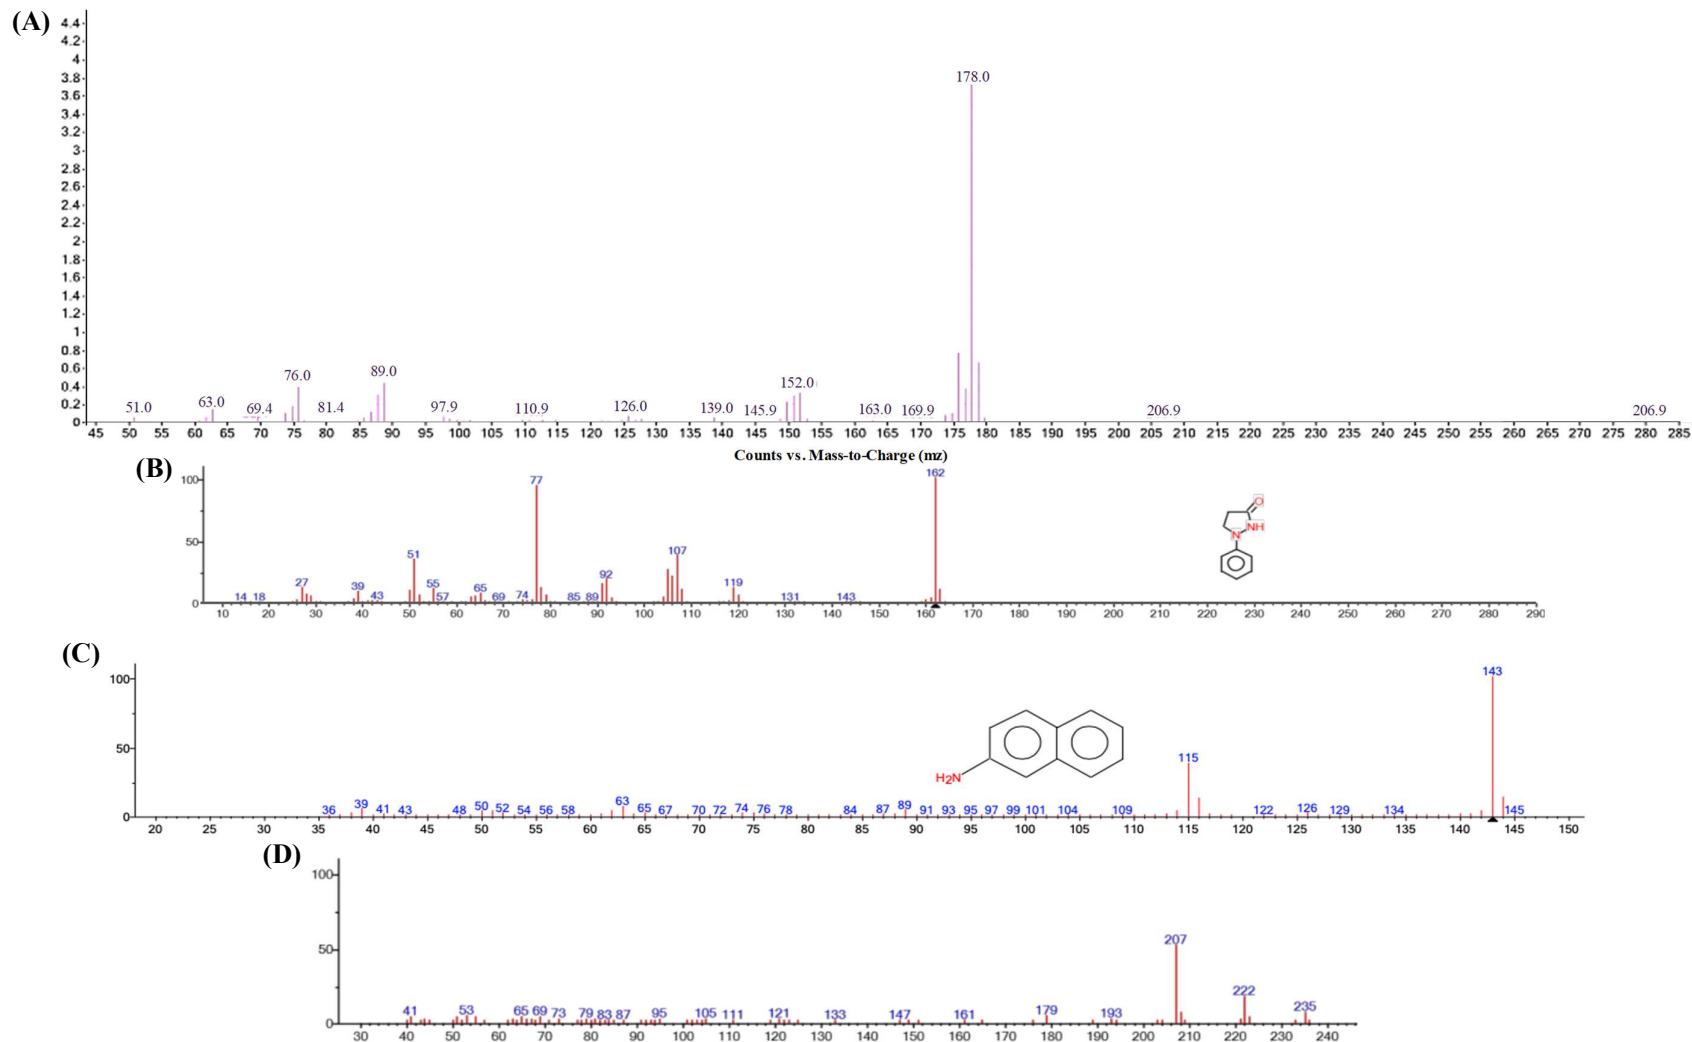 (A)
4.4
4.2
4
3.8
3.6
3.4
3.2
3
2.8
2.6
2.4
2.2
2
1.8
1.6
1.4
1.2
1
0.8
0.6
0.4
0.2
0
178.0
51.0 63.0 69.4 76.0 81.4 89.0 97.9 110.9 126.0 139.0 145.9 152.0 163.0 169.9 206.9 206.9
45 50 55 60 65 70 75 80 85 90 95 100 105 110 115 120 125 130 135 140 145 150 155 160 165 170 175 180 185 190 195 200 205 210 215 220 225 230 235 240 245 250 255 260 265 270 275 280 285
Counts vs. Mass-to-Charge (mz)
(B)
100
50
0
14 18 27 39 43 51 55 57 65 69 74 77 85 89 92 107 119 131 143 162
O
NH
N
10 20 30 40 50 60 70 80 90 100 110 120 130 140 150 160 170 180 190 200 210 220 230 240 250 260 270 280 290
(C)
100
50
0
36 39 41 43 48 50 52 54 56 58 63 65 67 70 72 74 76 78 84 87 89 91 93 95 97 99 101 104 109 115 122 126 129 134 143 145
H2N
20 25 30 35 40 45 50 55 60 65 70 75 80 85 90 95 100 105 110 115 120 125 130 135 140 145 150
(D)
100
50
0
41 53 65 69 73 79 83 87 95 105 111 121 133 147 161 179 193 207 222 235
30 40 50 60 70 80 90 100 110 120 130 140 150 160 170 180 190 200 210 220 230 240